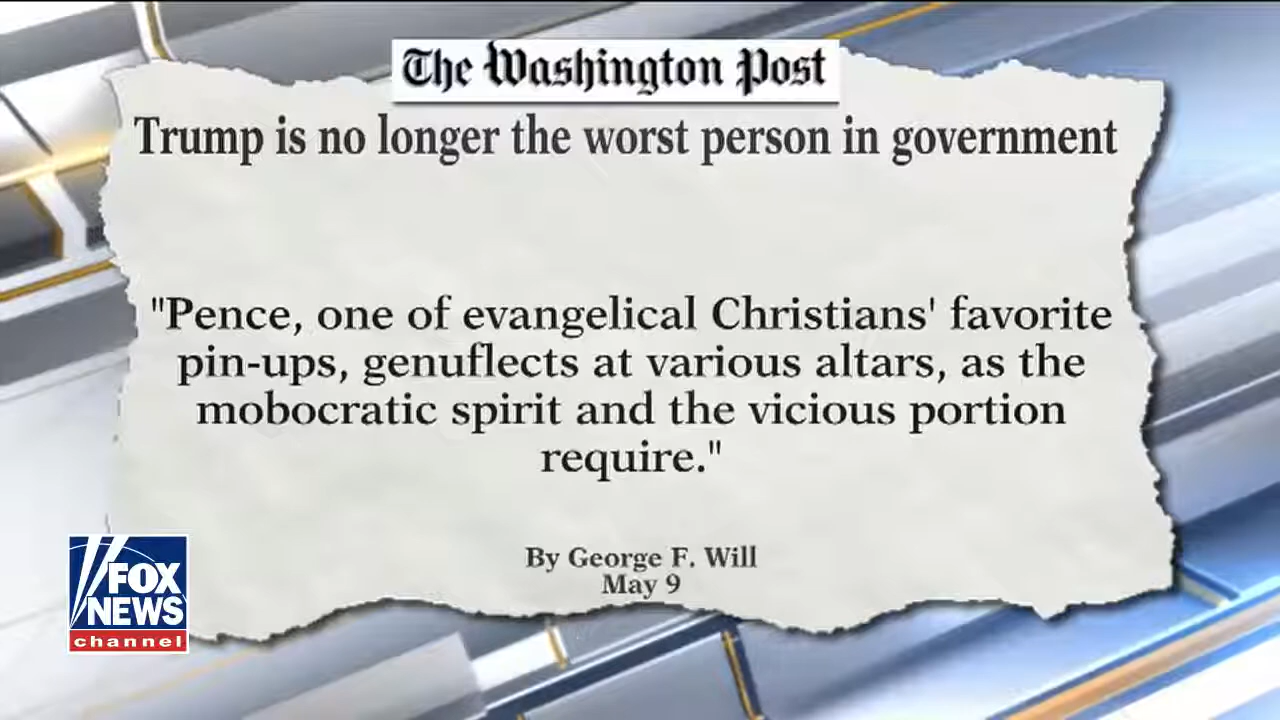 The Washington Post
Trump is no longer the worst person in government
"Pence, one of evangelical Christians' favorite
pin-ups, genuflects at various altars, as the
mobocratic spirit and the vicious portion
require."
By George F. Will
May 9
FOX
NEWS
channel